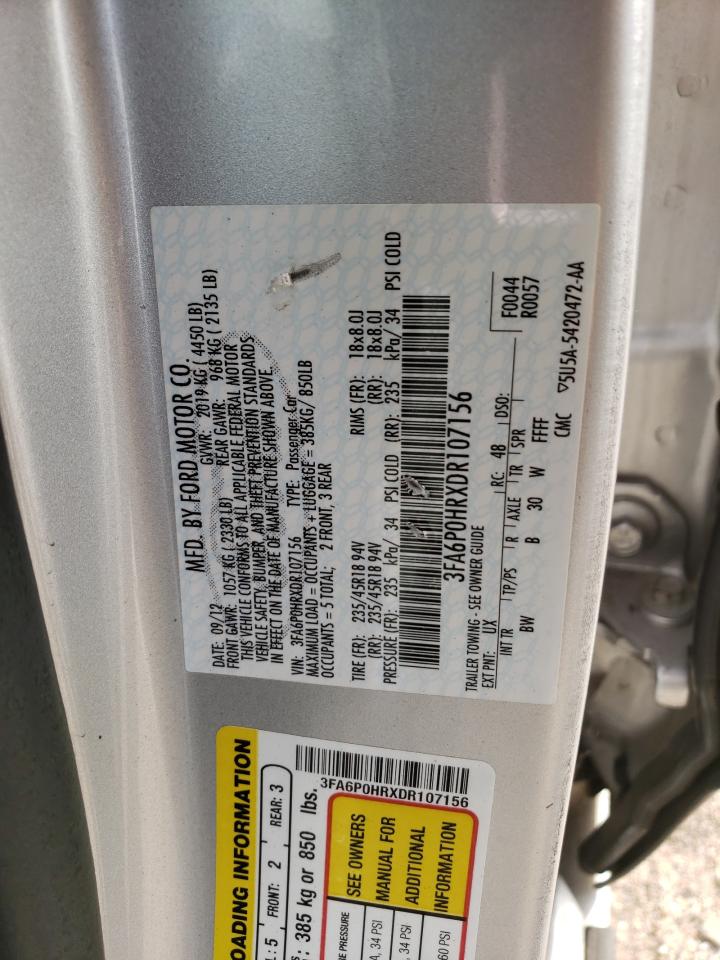 MFD. BY FORD MOTOR CO.
DATE: 09/12 GVWR: 2019 KG ( 4450 LB)
FRONT GAWR: 1057 KG ( 2330 LB) REAR GAWR: 968 KG ( 2135 LB)
THIS VEHICLE CONFORMS TO ALL APPLICABLE FEDERAL MOTOR
VEHICLE SAFETY, BUMPER, AND THEFT PREVENTION STANDARDS
IN EFFECT ON THE DATE OF MANUFACTURE SHOWN ABOVE.
VIN: 3FA6P0HRXDR107156 TYPE: Passenger Car
MAXIMUM LOAD = OCCUPANTS + LUGGAGE = 385KG/ 850LB
OCCUPANTS = 5 TOTAL; 2 FRONT, 3 REAR
TIRE (FR): 235/45R18 94V RIMS (FR): 18x8.0J
(RR): 235/45R18 94V (RR): 18x8.0J
PRESSURE (FR): 235 kPa/ 34 PSI COLD (RR): 235 kPa/ 34 PSI COLD
3FA6P0HRXDR107156
TRAILER TOWING - SEE OWNER GUIDE
F0044
R0057
EXT PNT: UX RC: 48 DSO:
INT TR TP/PS R AXLE TR SPR
BW B 30 W FFFF
CMC ▽5U5A-5420472-AA
OADING INFORMATION
L: 5 FRONT: 2 REAR: 3
: 385 kg or 850 lbs.
3FA6P0HRXDR107156
E PRESSURE
A, 34 PSI
, 34 PSI
60 PSI
SEE OWNERS
MANUAL FOR
ADDITIONAL
INFORMATION